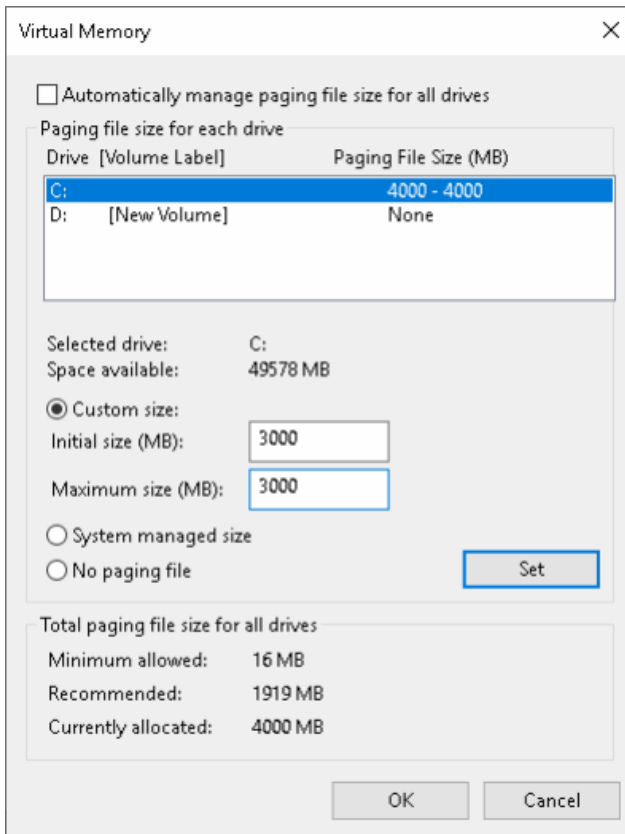 Virtual Memory
Automatically manage paging file size for all drives
Paging file size for each drive
Drive [Volume Label] Paging File Size (MB)
C: 4000 - 4000
D: [New Volume] None
Selected drive: C:
Space available: 49578 MB
Custom size:
Initial size (MB): 3000
Maximum size (MB): 3000
System managed size
No paging file Set
Total paging file size for all drives
Minimum allowed: 16 MB
Recommended: 1919 MB
Currently allocated: 4000 MB
OK Cancel